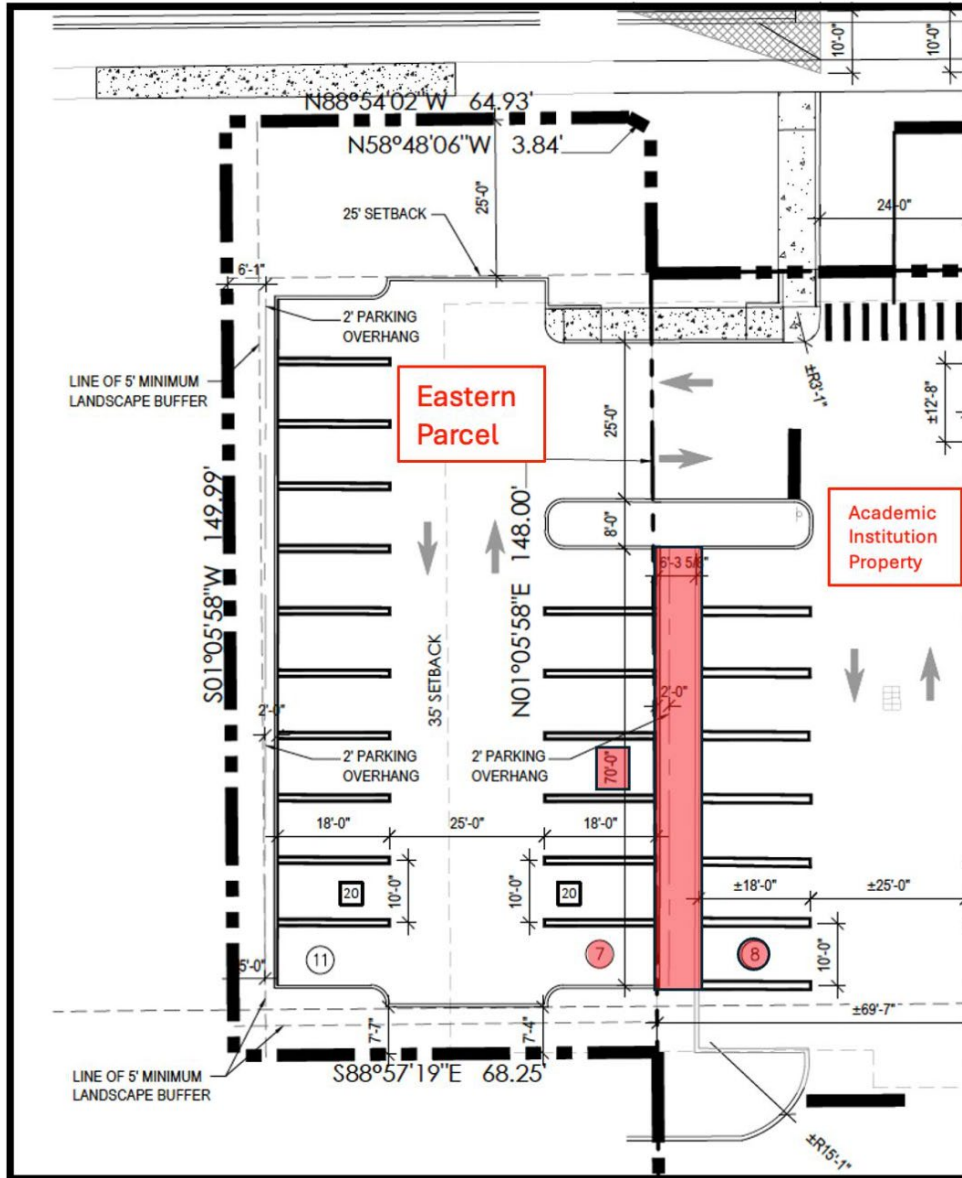 10'-0"
10'-0"
N88°54'02"W 64.93'
N58°48'06"W 3.84'
25'-0"
25' SETBACK
24'-0"
6'-1"
2' PARKING
OVERHANG
LINE OF 5' MINIMUM
LANDSCAPE BUFFER
Eastern
Parcel
25'-0"
±R3'-1"
±12'-8"
S01°05'58"W 149.99'
N01°05'58"E 148.00'
8'-0"
Academic
Institution
Property
6'-3 5/8"
35' SETBACK
2'-0"
2'-0"
2' PARKING
OVERHANG
70'-0"
2' PARKING
OVERHANG
18'-0"
25'-0"
18'-0"
±18'-0"
±25'-0"
20
10'-0"
10'-0"
20
11
7
8
10'-0"
5'-0"
±69'-7"
7'-7"
7'-4"
S88°57'19"E 68.25'
LINE OF 5' MINIMUM
LANDSCAPE BUFFER
±R15'-1"